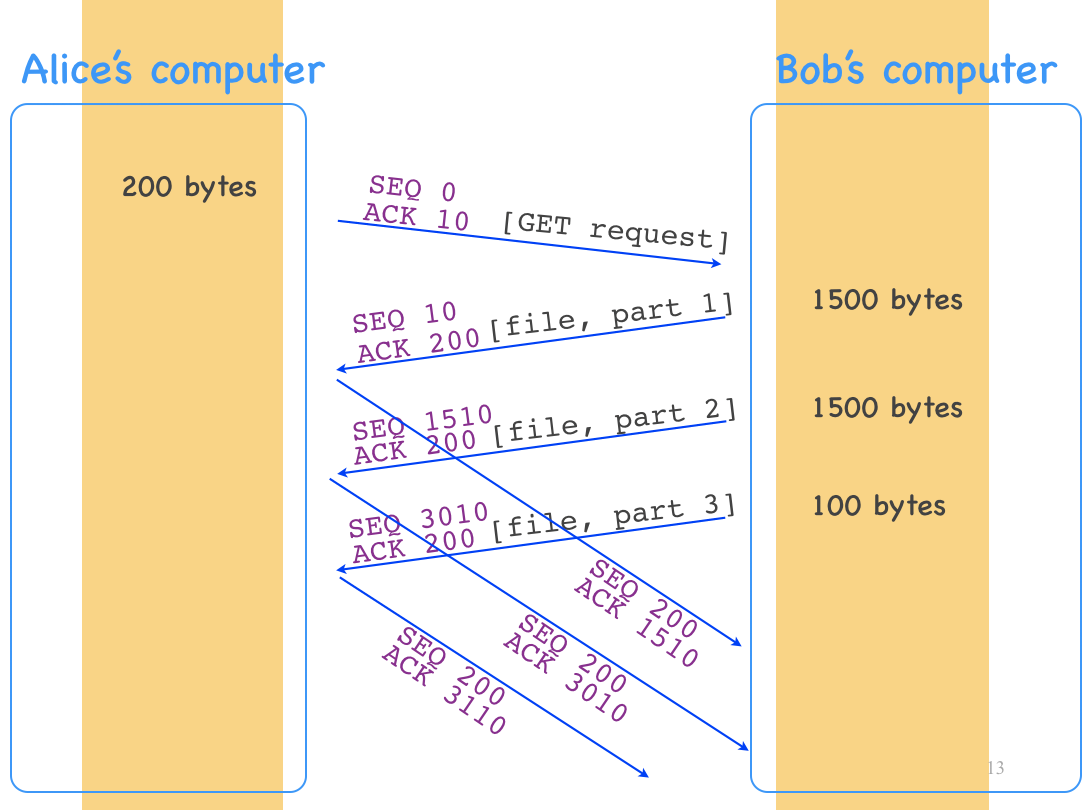 Alice's computer
Bob's computer
200 bytes
SEQ 0
ACK 10 [GET request]
1500 bytes
SEQ 10
ACK 200 [file, part 1]
1500 bytes
SEQ 1510
ACK 200 [file, part 2]
100 bytes
SEQ 3010
ACK 200 [file, part 3]
SEQ 200
ACK 1510
SEQ 200
ACK 3010
SEQ 200
ACK 3110
13